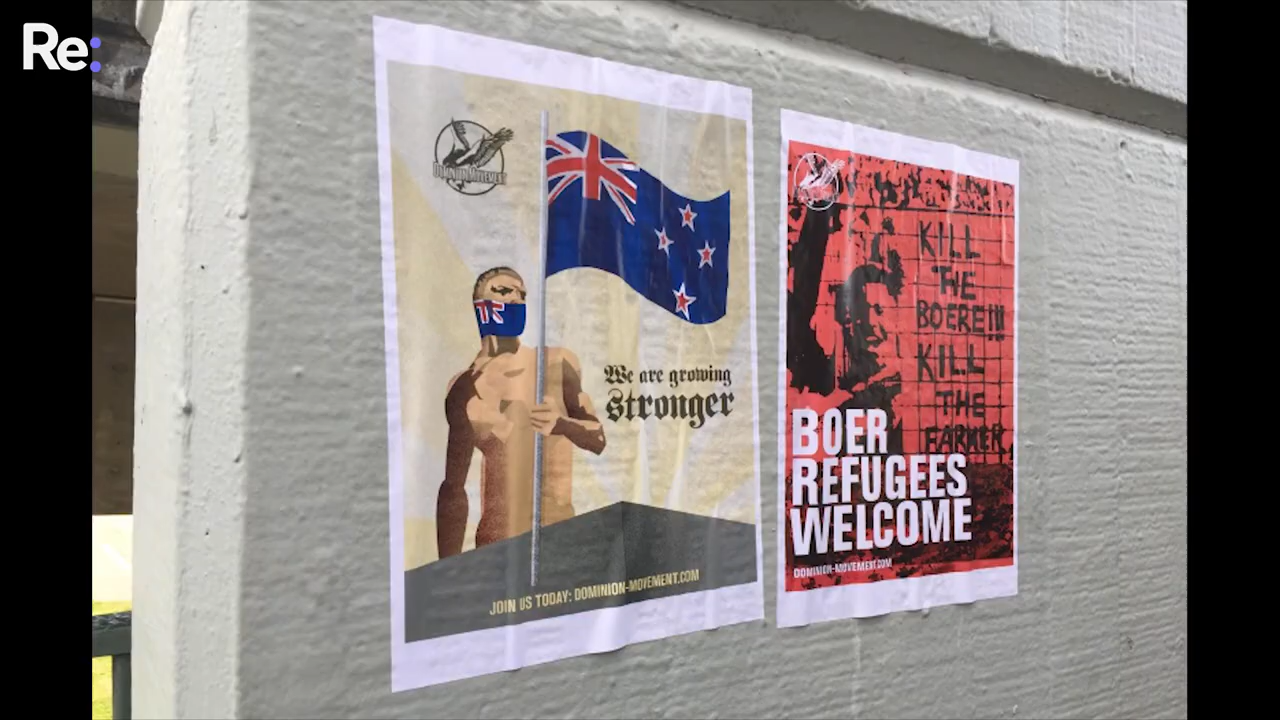 Re:
DOMINION MOVEMENT
We are growing
stronger
JOIN US TODAY: DOMINION-MOVEMENT.COM
KILL
THE
BOERE!!!
KILL
THE
FARMER
BOER
REFUGEES
WELCOME
DOMINION-MOVEMENT.COM